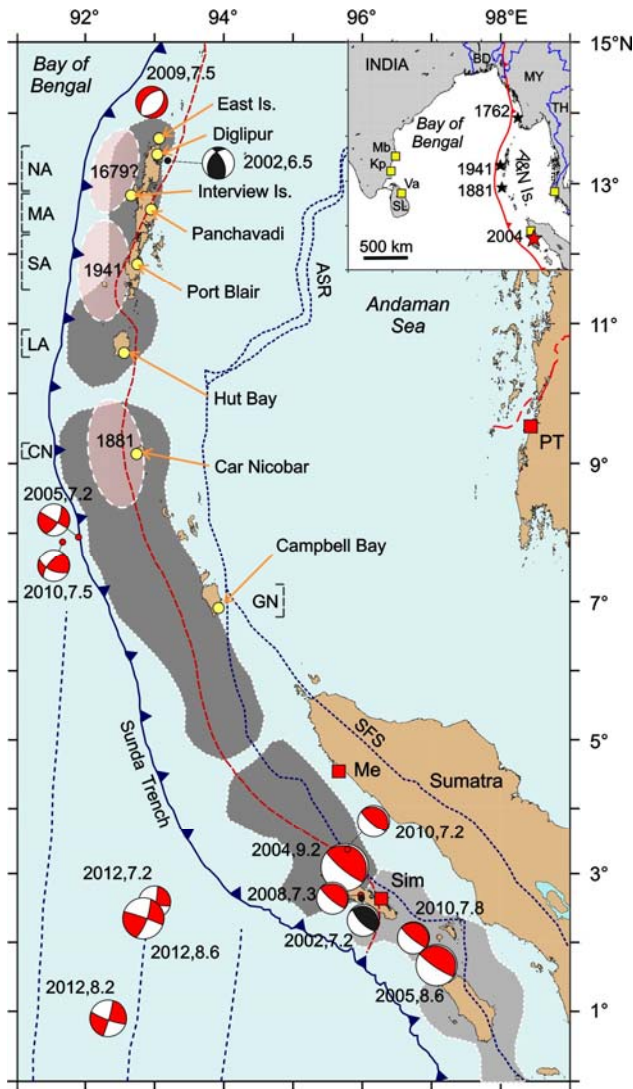 92° 94° 96° 98°
15°N
13°
11°
9°
7°
5°
3°
1°
Bay of
Bengal
2009,7.5
East Is.
Diglipur
2002,6.5
NA
1679?
Interview Is.
MA
Panchavadi
SA
1941
Port Blair
ASR
Andaman
Sea
LA
Hut Bay
PT
CN
1881
Car Nicobar
2005,7.2
2010,7.5
Campbell Bay
GN
Sunda Trench
SFS
Me
Sumatra
2010,7.2
2004,9.2
2012,7.2
2008,7.3
Sim
2010,7.8
2002,7.2
2012,8.6
2005,8.6
2012,8.2
INDIA
BD
MY
TH
1762
Bay of
Bengal
Mb
Kp
Va
SL
1941
1881
A&N Is.
2004
500 km